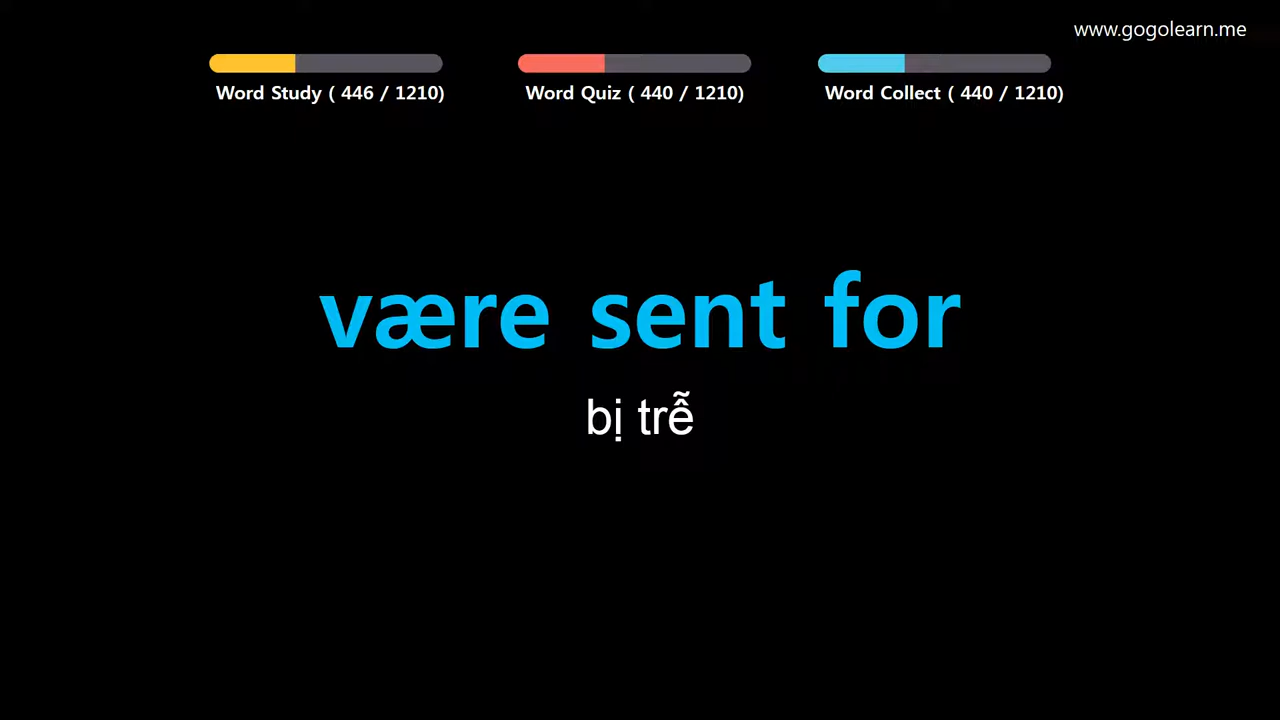 www.gogolearn.me
Word Study ( 446 / 1210)
Word Quiz ( 440 / 1210)
Word Collect ( 440 / 1210)
være sent for
bị trễ